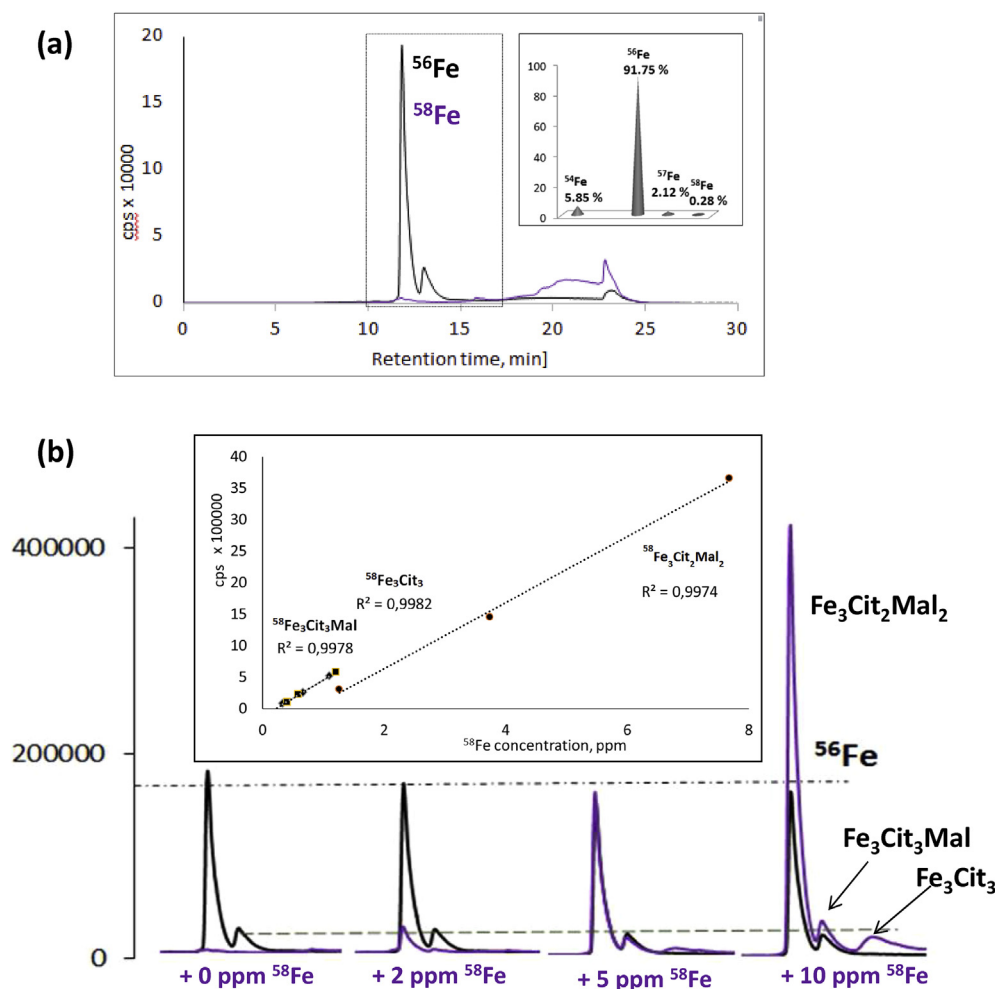 (a)
20
15
10
5
0
cps x 10000
⁵⁶Fe
⁵⁸Fe
100
80
60
40
20
0
⁵⁴Fe
5.85 %
⁵⁶Fe
91.75 %
⁵⁷Fe
2.12 %
⁵⁸Fe
0.28 %
0 5 10 15 20 25 30
Retention time, min]
(b)
40
35
30
25
20
15
10
5
0
cps x 100000
⁵⁸Fe₃Cit₃Mal
R² = 0,9978
⁵⁸Fe₃Cit₃
R² = 0,9982
⁵⁸Fe₃Cit₂Mal₂
R² = 0,9974
0 2 4 6 8
⁵⁸Fe concentration, ppm
400000
200000
0
Fe₃Cit₂Mal₂
⁵⁶Fe
Fe₃Cit₃Mal
Fe₃Cit₃
+ 0 ppm ⁵⁸Fe
+ 2 ppm ⁵⁸Fe
+ 5 ppm ⁵⁸Fe
+ 10 ppm ⁵⁸Fe